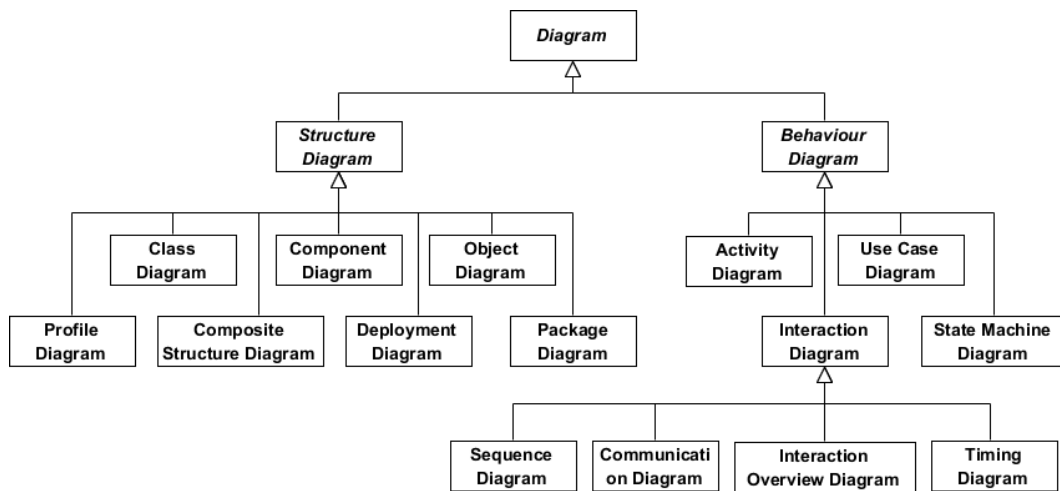 Diagram
Structure
Diagram
Behaviour
Diagram
Class
Diagram
Component
Diagram
Object
Diagram
Activity
Diagram
Use Case
Diagram
Profile
Diagram
Composite
Structure Diagram
Deployment
Diagram
Package
Diagram
Interaction
Diagram
State Machine
Diagram
Sequence
Diagram
Communicati
on Diagram
Interaction
Overview Diagram
Timing
Diagram